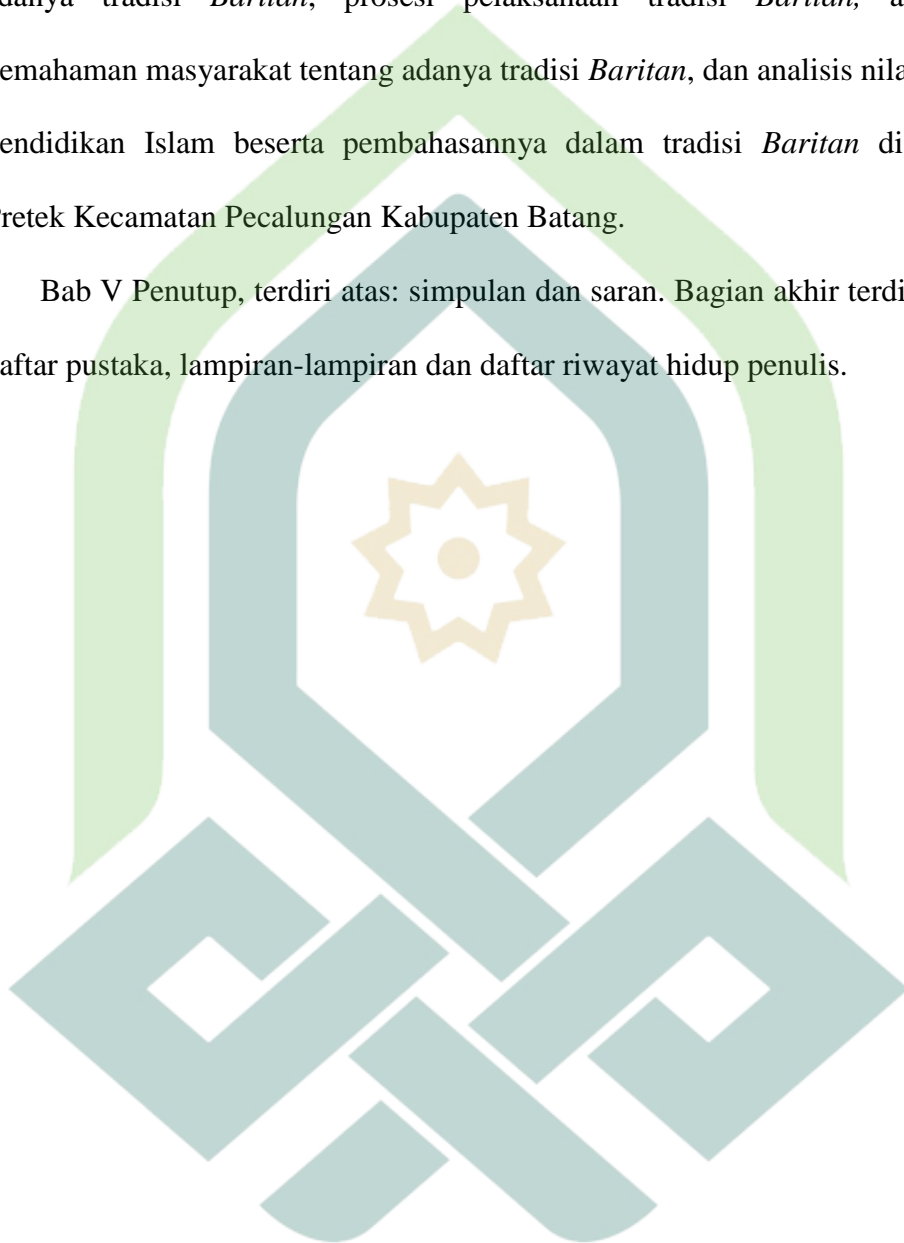 adanya tradisi Baritan, prosesi pelaksanaan tradisi Baritan,
pemahaman masyarakat tentang adanya tradisi Baritan, dan analisis
pendidikan Islam beserta pembahasannya dalam tradisi Baritan di
Pretek Kecamatan Pecalungan Kabupaten Batang.
Bab V Penutup, terdiri atas: simpulan dan saran. Bagian akhir
daftar pustaka, lampiran-lampiran dan daftar riwayat hidup penulis.